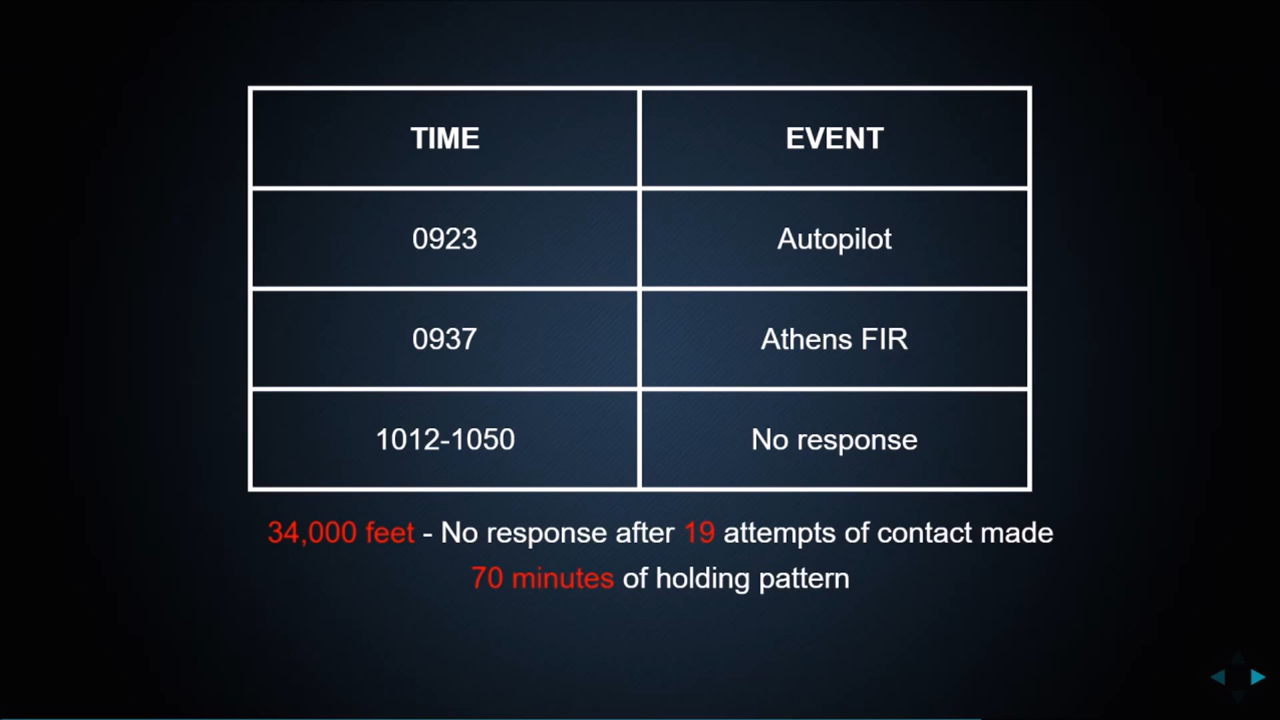 TIME EVENT
0923 Autopilot
0937 Athens FIR
1012-1050 No response
34,000 feet - No response after 19 attempts of contact made
70 minutes of holding pattern